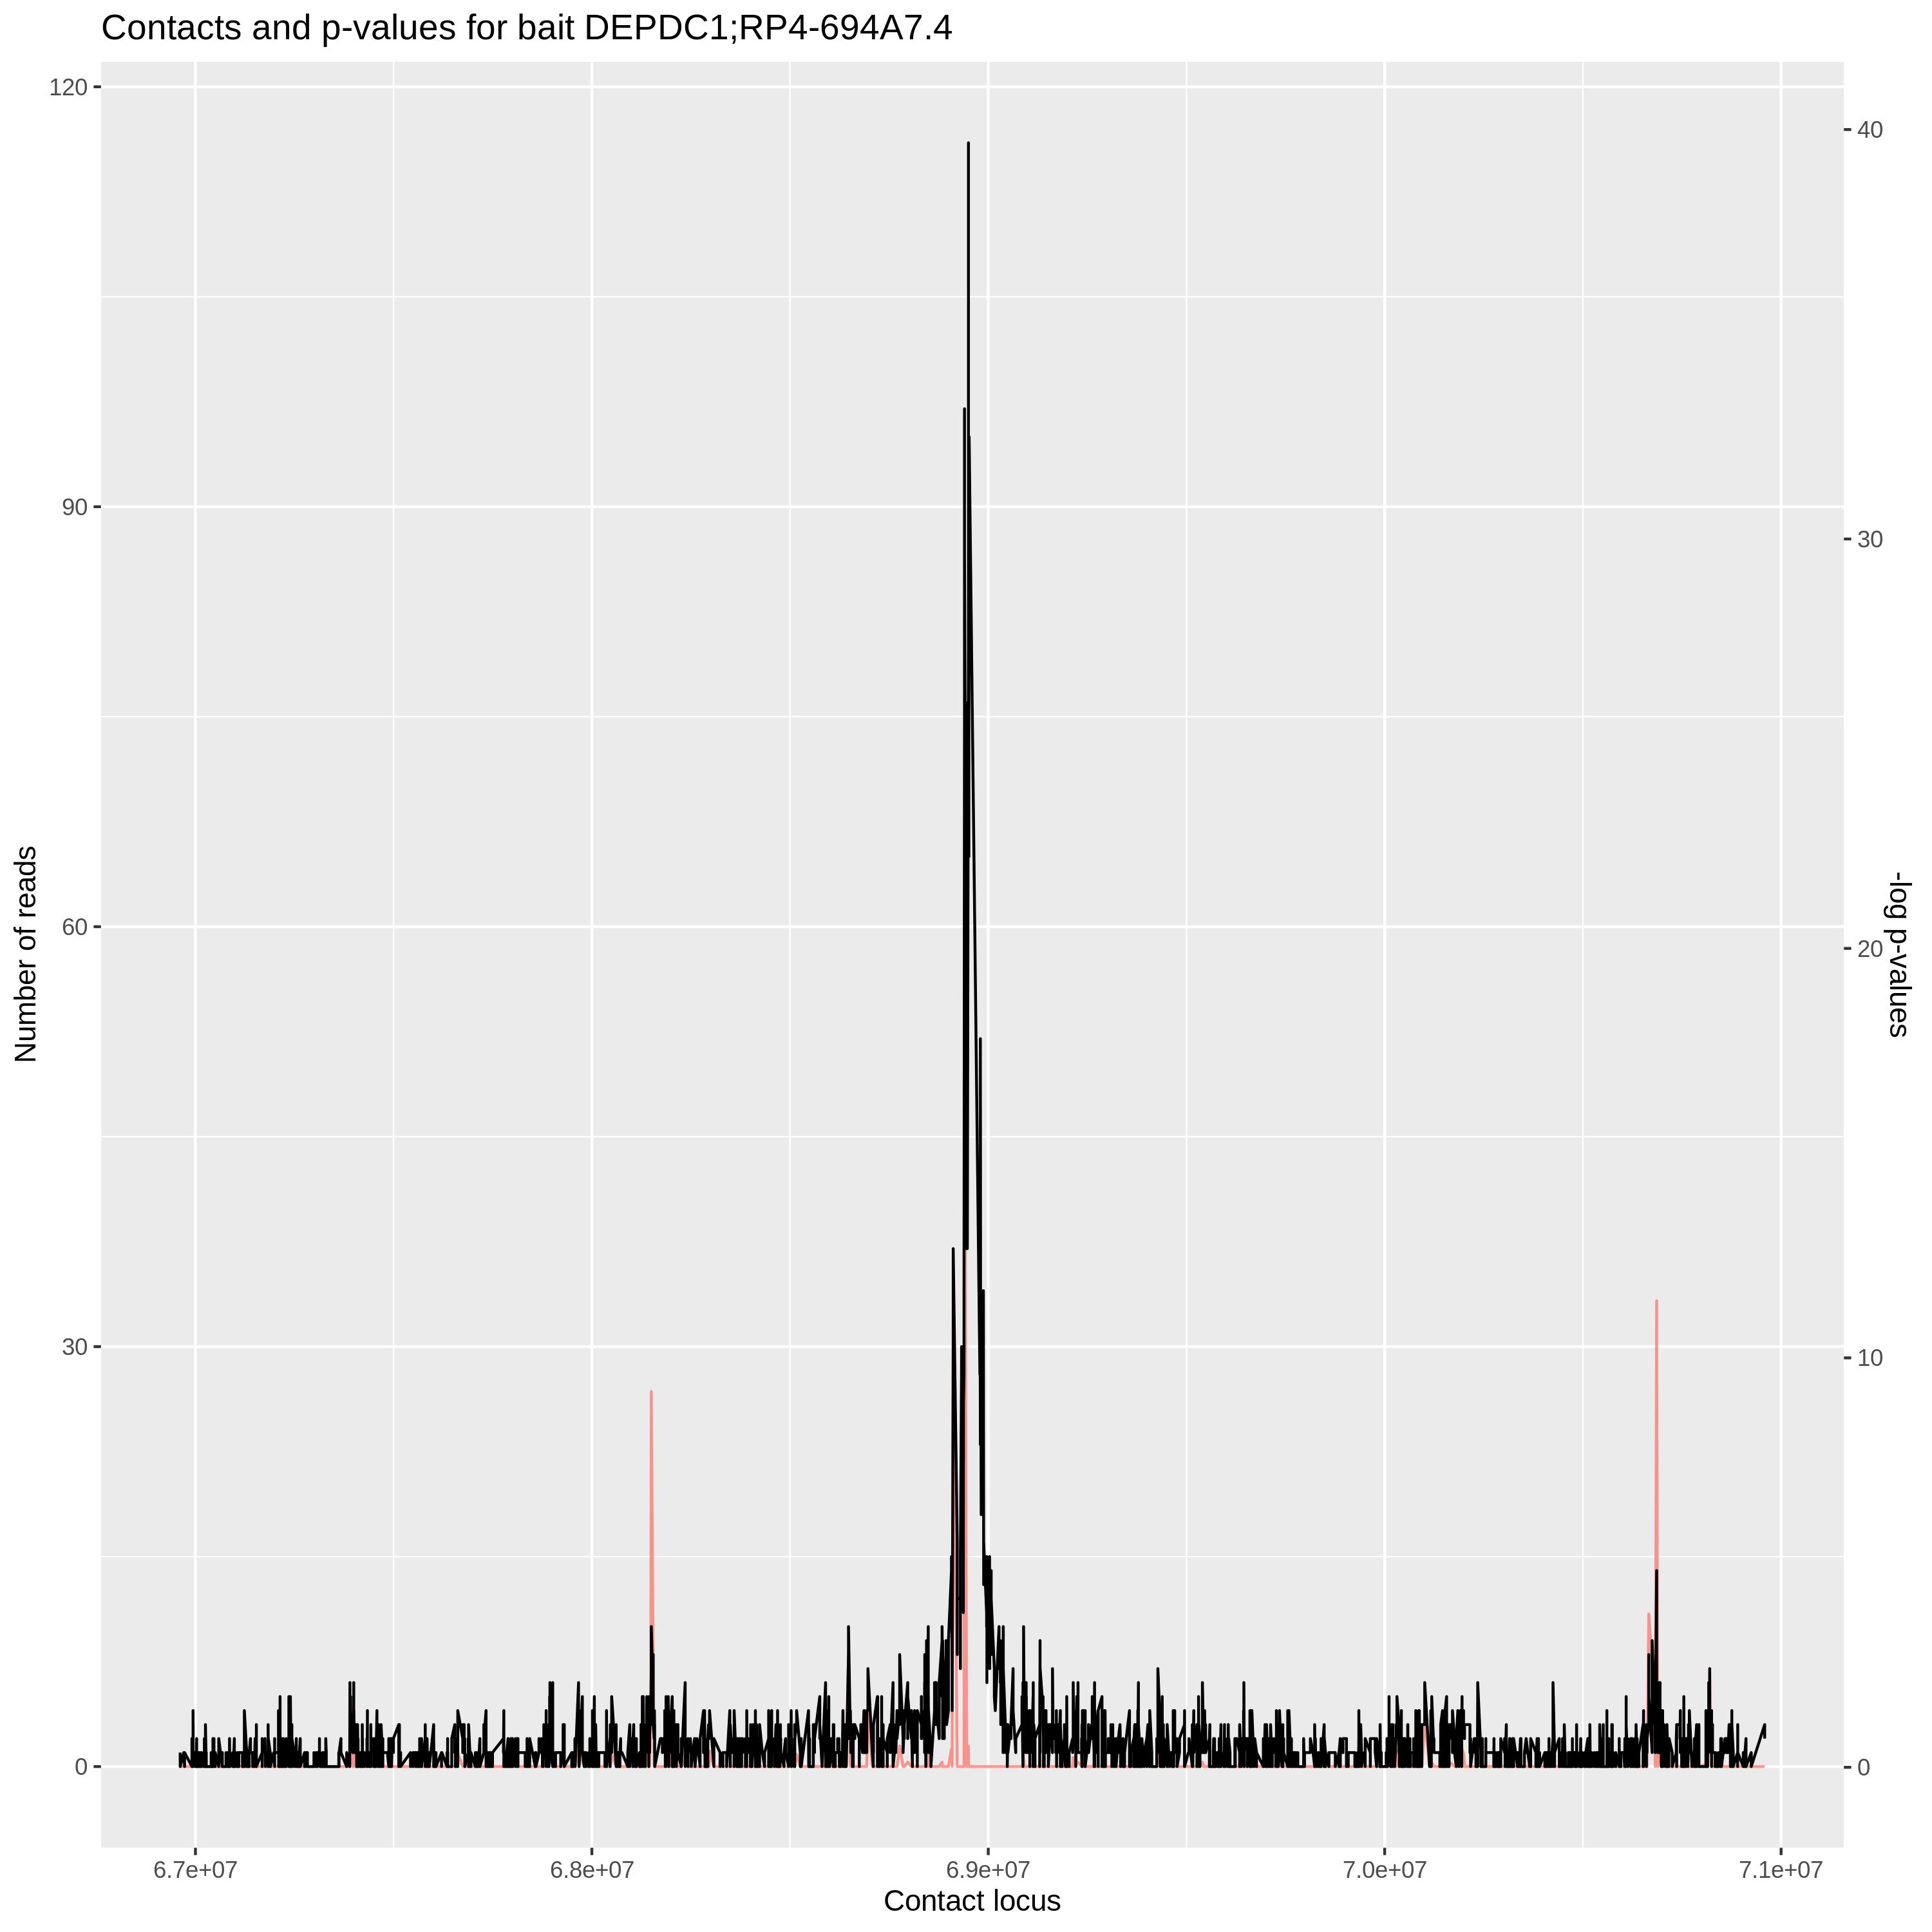 Contacts and p-values for bait DEPDC1;RP4-694A7.4
120
90
60
30
0
Number of reads
40
30
20
10
0
-log p-values
6.7e+07 6.8e+07 6.9e+07 7.0e+07 7.1e+07
Contact locus